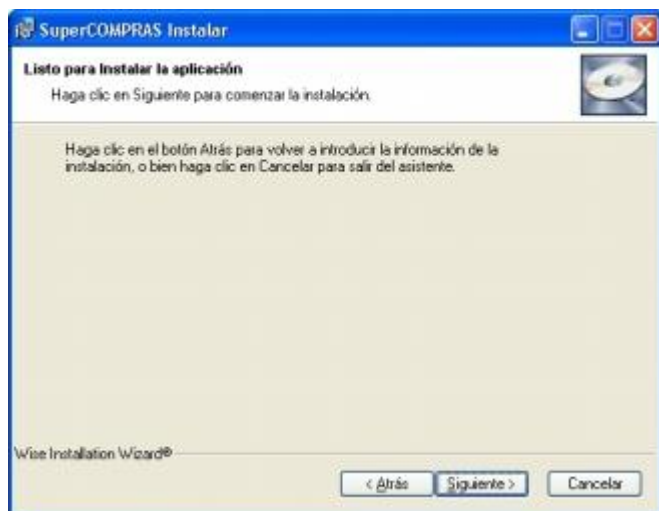 SuperCOMPRAS Instalar
Listo para Instalar la aplicación
Haga clic en Siguiente para comenzar la instalación.
Haga clic en el botón Atrás para volver a introducir la información de la
instalación, o bien haga clic en Cancelar para salir del asistente.
Wise Installation Wizard®
< Atrás Siguiente > Cancelar